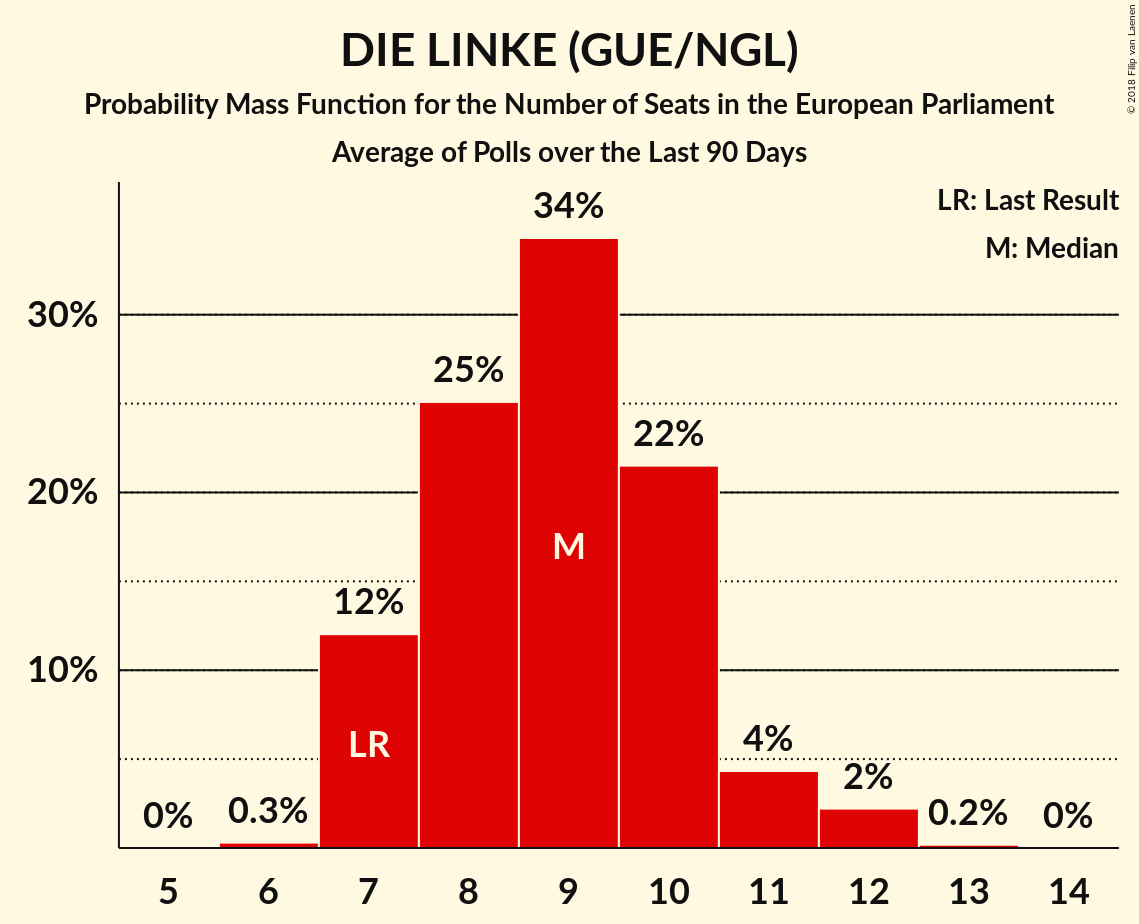 DIE LINKE (GUE/NGL)
Probability Mass Function for the Number of Seats in the European Parliament
Average of Polls over the Last 90 Days
© 2018 Filip van Laenen
LR: Last Result
M: Median
34%
30%
25%
22%
20%
M
12%
10%
LR
4%
2%
0%
0.3%
0.2%
0%
5 6 7 8 9 10 11 12 13 14